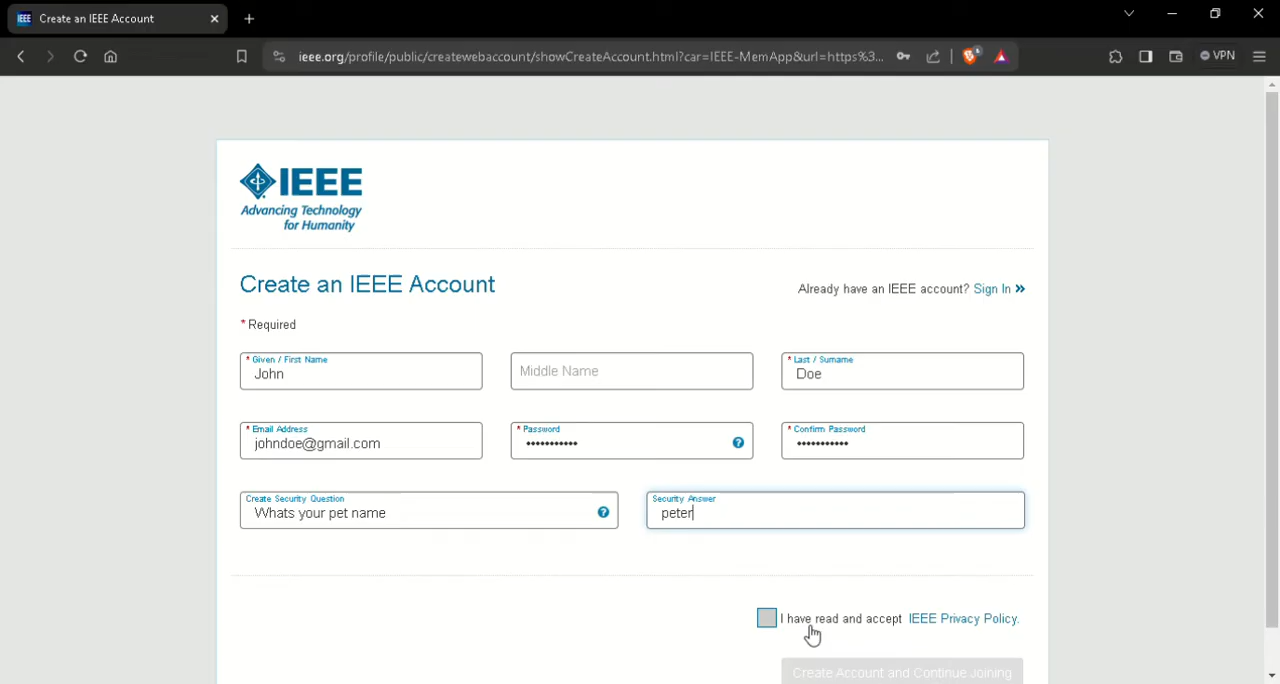 Create an IEEE Account
ieee.org/profile/public/createwebaccount/showCreateAccount.html?car=IEEE-MemApp&url=https%3...
VPN
IEEE
Advancing Technology
for Humanity
Create an IEEE Account
Already have an IEEE account? Sign In »
* Required
* Given / First Name
John
Middle Name
* Last / Surname
Doe
* Email Address
johndoe@gmail.com
* Password
•••••••••••
* Confirm Password
•••••••••••
Create Security Question
Whats your pet name
Security Answer
peter
I have read and accept IEEE Privacy Policy.
Create Account and Continue Joining